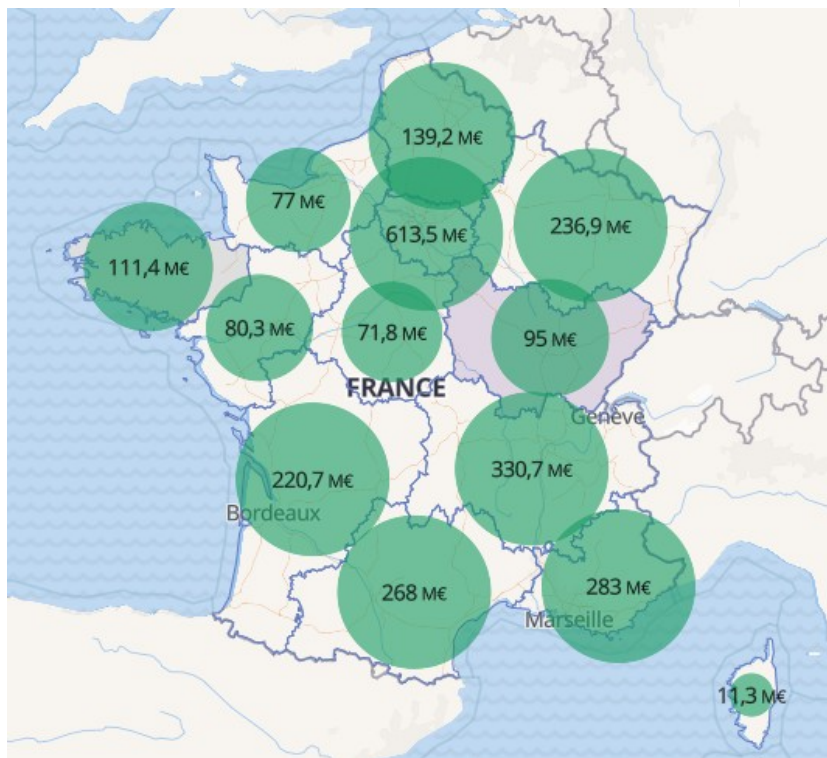 139,2 M€
77 M€
613,5 M€
236,9 M€
111,4 M€
80,3 M€
71,8 M€
95 M€
FRANCE
Genève
220,7 M€
330,7 M€
Bordeaux
268 M€
283 M€
Marseille
11,3 M€